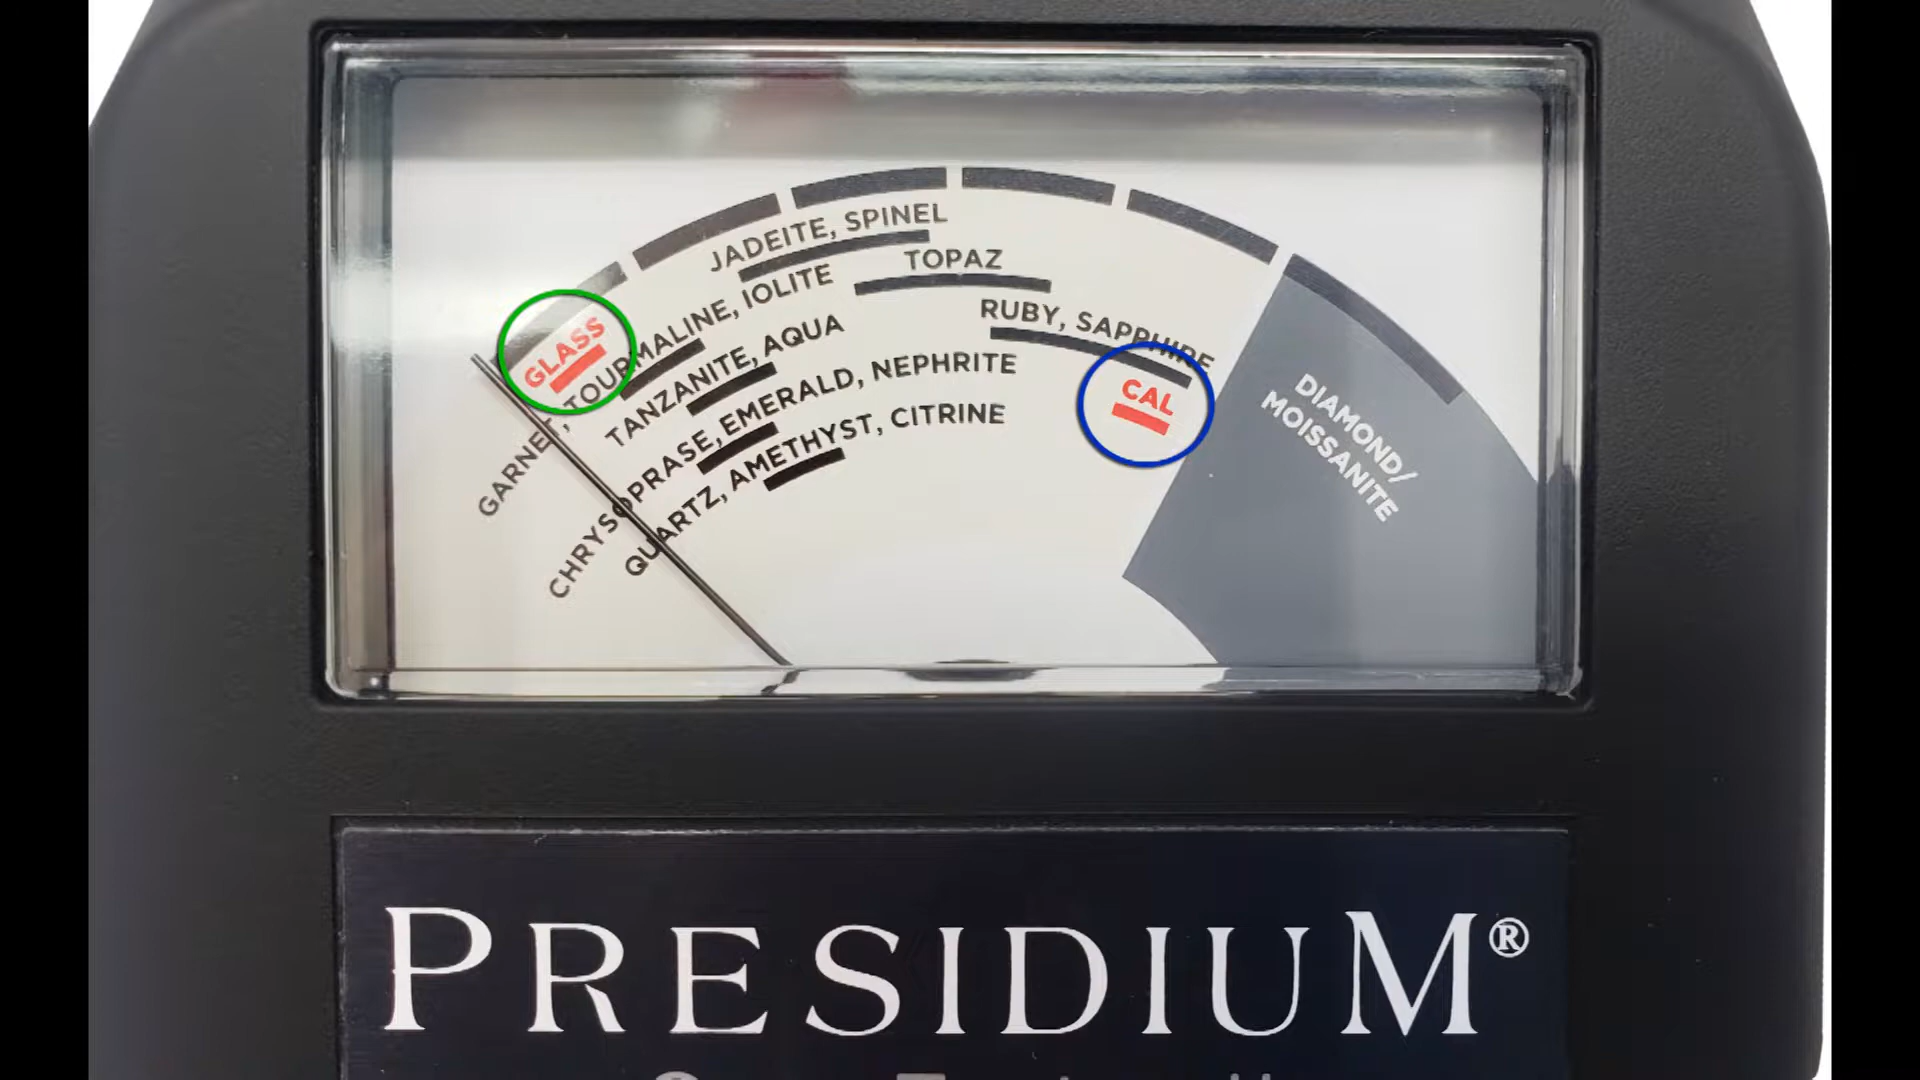 JADEITE, SPINEL
TOPAZ
GLASS
GARNET, TOURMALINE, IOLITE
RUBY, SAPPHIRE
TANZANITE, AQUA
CHRYSOPRASE, EMERALD, NEPHRITE
CAL
QUARTZ, AMETHYST, CITRINE
DIAMOND/
MOISSANITE
PRESIDIUM®